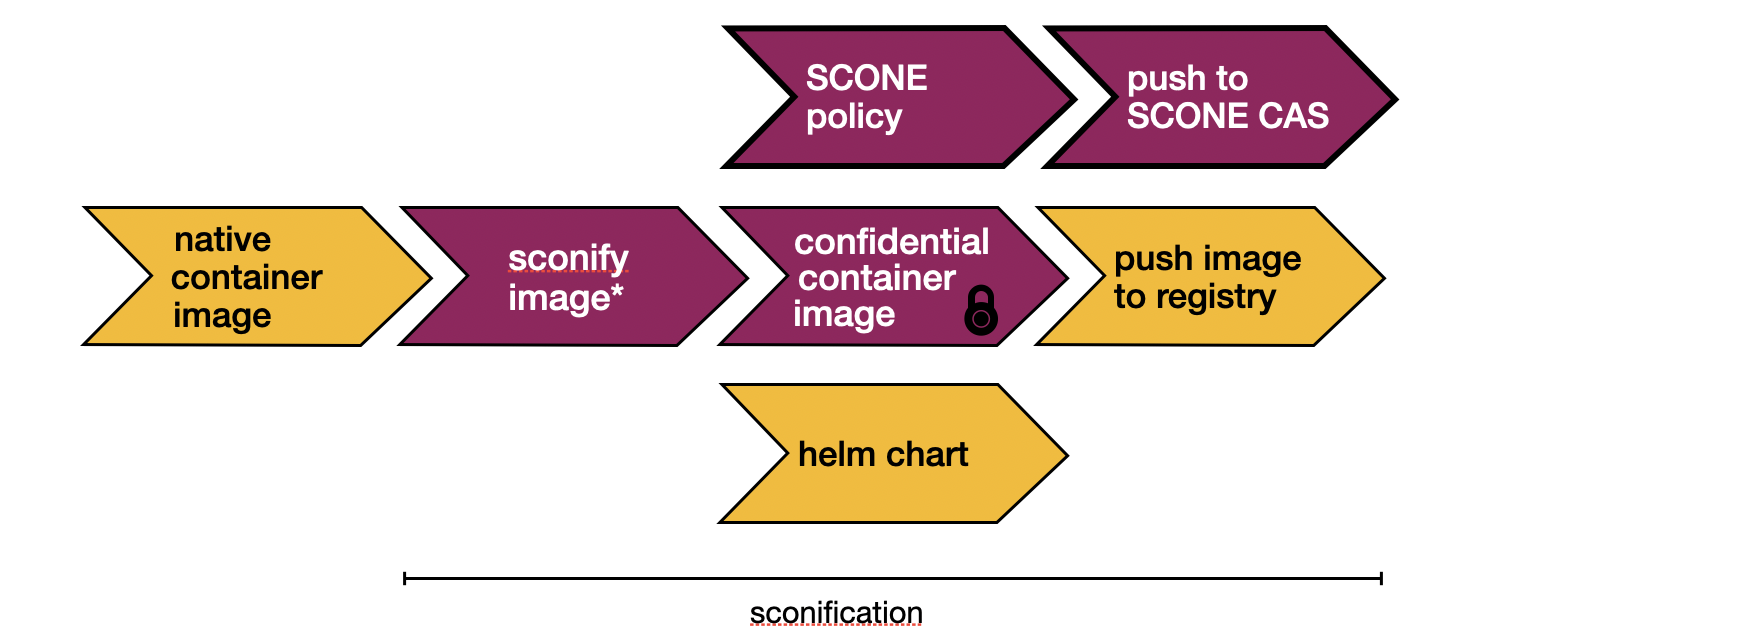 SCONE
policy
push to
SCONE CAS
native
container
image
sconify
image*
confidential
container
image
push image
to registry
helm chart
sconification